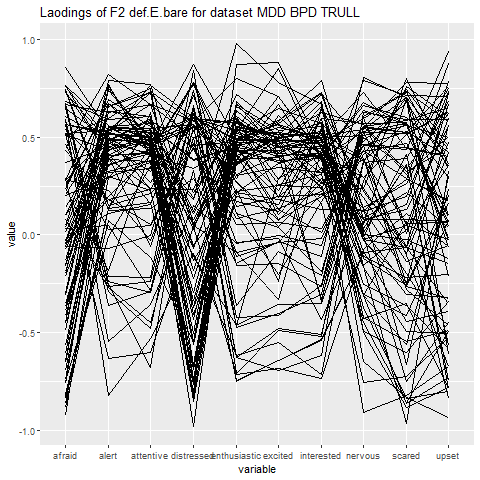 Laodings of F2 def.E.bare for dataset MDD BPD TRULL
1.0
0.5
0.0
-0.5
-1.0
value
afraid alert attentive distressed enthusiastic excited interested nervous scared upset
variable